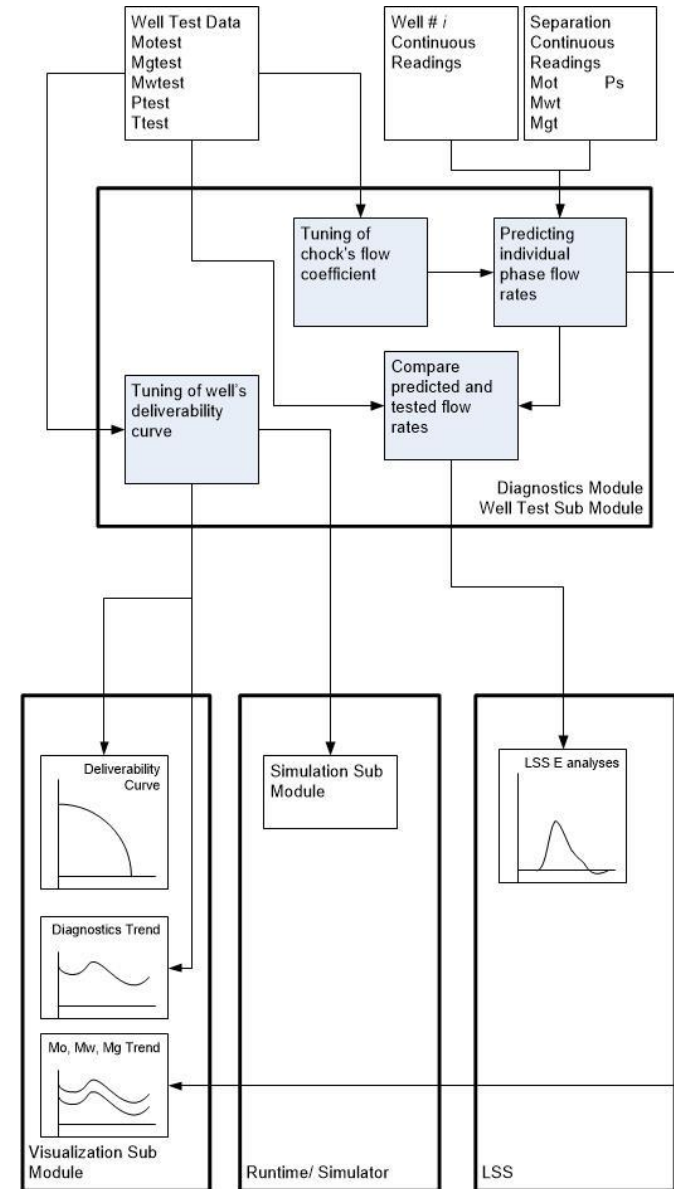 Well Test Data
Motest
Mgtest
Mwtest
Ptest
Ttest
Well # i
Continuous
Readings
Separation
Continuous
Readings
Mot Ps
Mwt
Mgt
Tuning of
chock's flow
coefficient
Predicting
individual
phase flow
rates
Compare
predicted and
tested flow
rates
Tuning of well's
deliverability
curve
Diagnostics Module
Well Test Sub Module
Deliverability
Curve
Diagnostics Trend
Mo, Mw, Mg Trend
Visualization Sub
Module
Simulation Sub
Module
Runtime/ Simulator
LSS E analyses
LSS